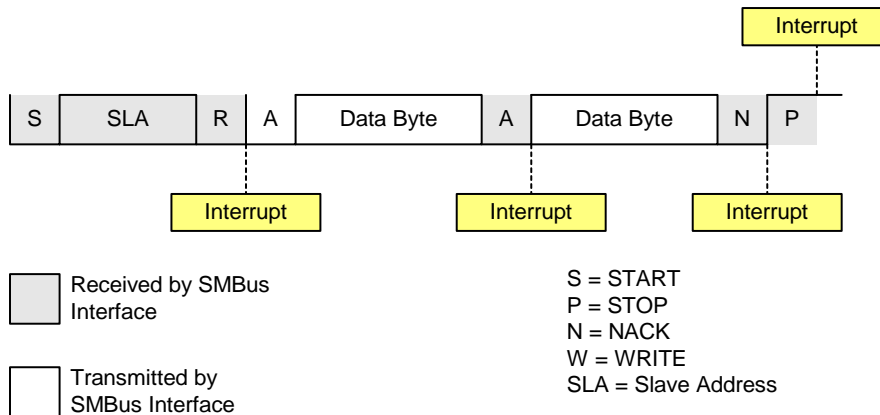 Interrupt
S SLA R A Data Byte A Data Byte N P
Interrupt Interrupt Interrupt
Received by SMBus
Interface
Transmitted by
SMBus Interface
S = START
P = STOP
N = NACK
W = WRITE
SLA = Slave Address